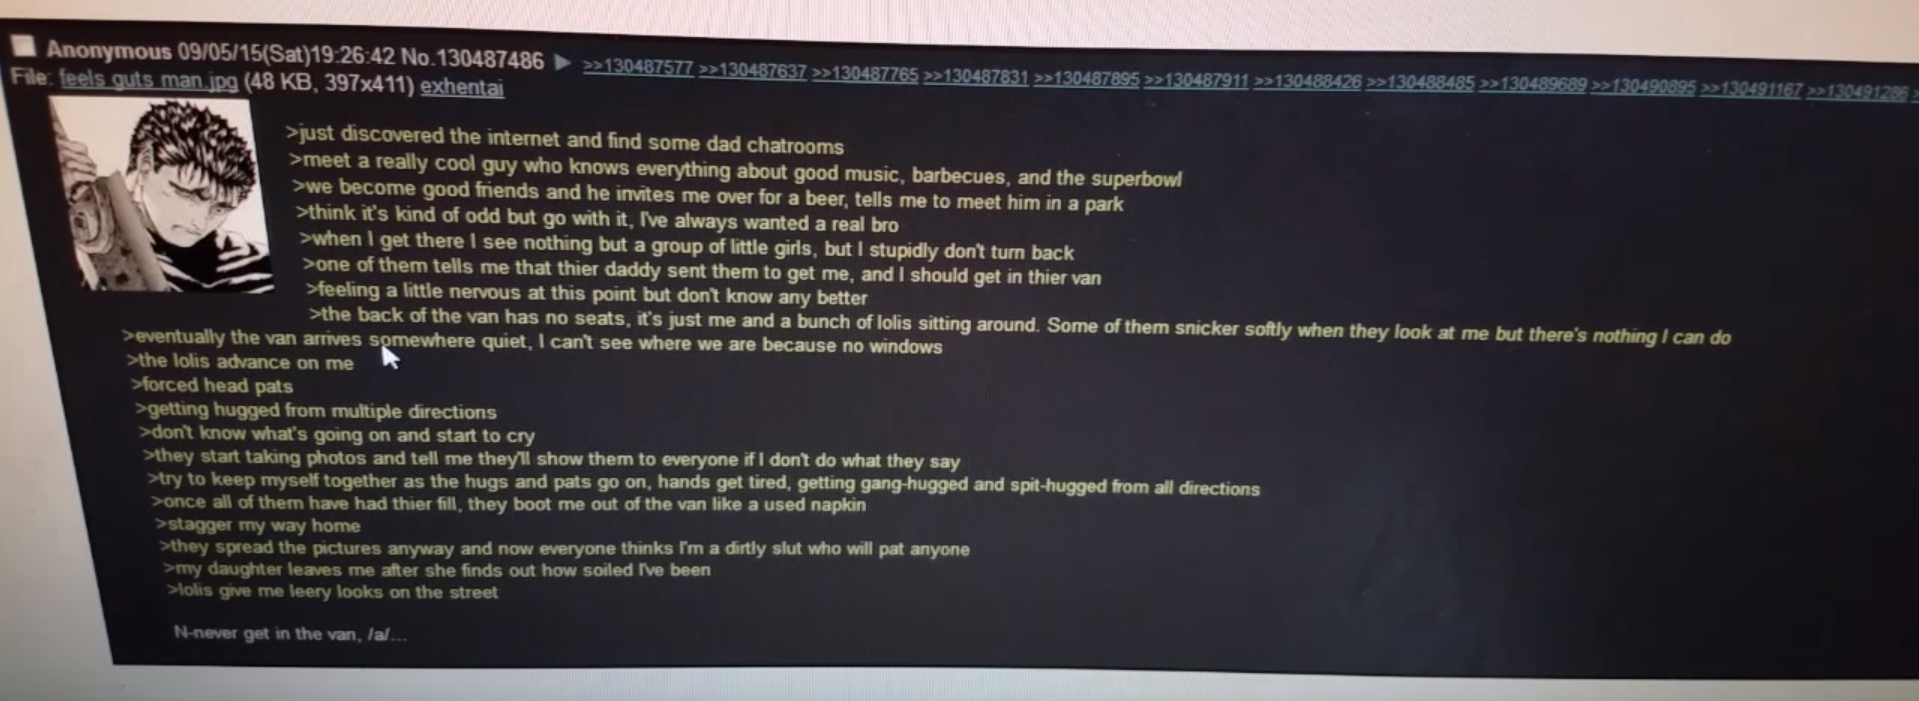 Anonymous 09/05/15(Sat)19:26:42 No.130487486 ▶ >>130487577 >>130487637 >>130487765 >>130487831 >>130487895 >>130487911 >>130488426 >>130488485 >>130489689 >>130490895 >>130491167 >>130491286 >
File: feels guts man.jpg (48 KB, 397x411) exhentai
>just discovered the internet and find some dad chatrooms
>meet a really cool guy who knows everything about good music, barbecues, and the superbowl
>we become good friends and he invites me over for a beer, tells me to meet him in a park
>think it's kind of odd but go with it, I've always wanted a real bro
>when I get there I see nothing but a group of little girls, but I stupidly don't turn back
>one of them tells me that thier daddy sent them to get me, and I should get in thier van
>feeling a little nervous at this point but don't know any better
>the back of the van has no seats, it's just me and a bunch of lolis sitting around. Some of them snicker softly when they look at me but there's nothing I can do
>eventually the van arrives somewhere quiet, I can't see where we are because no windows
>the lolis advance on me
>forced head pats
>getting hugged from multiple directions
>don't know what's going on and start to cry
>they start taking photos and tell me they'll show them to everyone if I don't do what they say
>try to keep myself together as the hugs and pats go on, hands get tired, getting gang-hugged and spit-hugged from all directions
>once all of them have had thier fill, they boot me out of the van like a used napkin
>stagger my way home
>they spread the pictures anyway and now everyone thinks I'm a dirtly slut who will pat anyone
>my daughter leaves me after she finds out how soiled I've been
>lolis give me leery looks on the street
N-never get in the van, /a/...